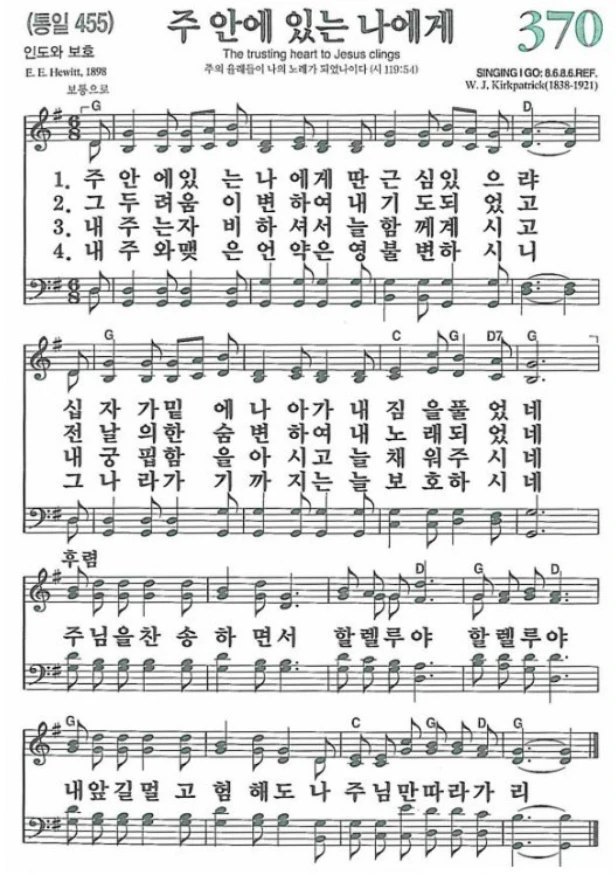 (통일 455) 주 안에 있는 나에게 370
인도와 보호 The trusting heart to Jesus clings
E. E. Hewitt, 1898 주의 율례들이 나의 노래가 되었나이다 (시 119:54) SINGING I GO: 8.6.8.6.REF.
보통으로 W. J. Kirkpatrick(1838-1921)
G D
1. 주 안 에있 는 나 에게 딴 근 심있 으 랴
2. 그 두 려움 이 변 하여 내 기 도되 었 고
3. 내 주 는자 비 하 셔서 늘 함 께계 시 고
4. 내 주 와맺 은 언 약은 영 불 변하 시 니
G C G D7 G
십 자 가밑 에 나 아가 내 짐 을풀 었 네
전 날 의한 숨 변 하여 내 노 래되 었 네
내 궁 핍함 을 아 시고 늘 채 워주 시 네
그 나 라가 기 까 지는 늘 보 호하 시 네
후렴
G D G D
주님을찬 송 하 면서 할렐루야 할렐루야
G C G D G
내앞길멀 고 험 해도 나 주님만따라가 리